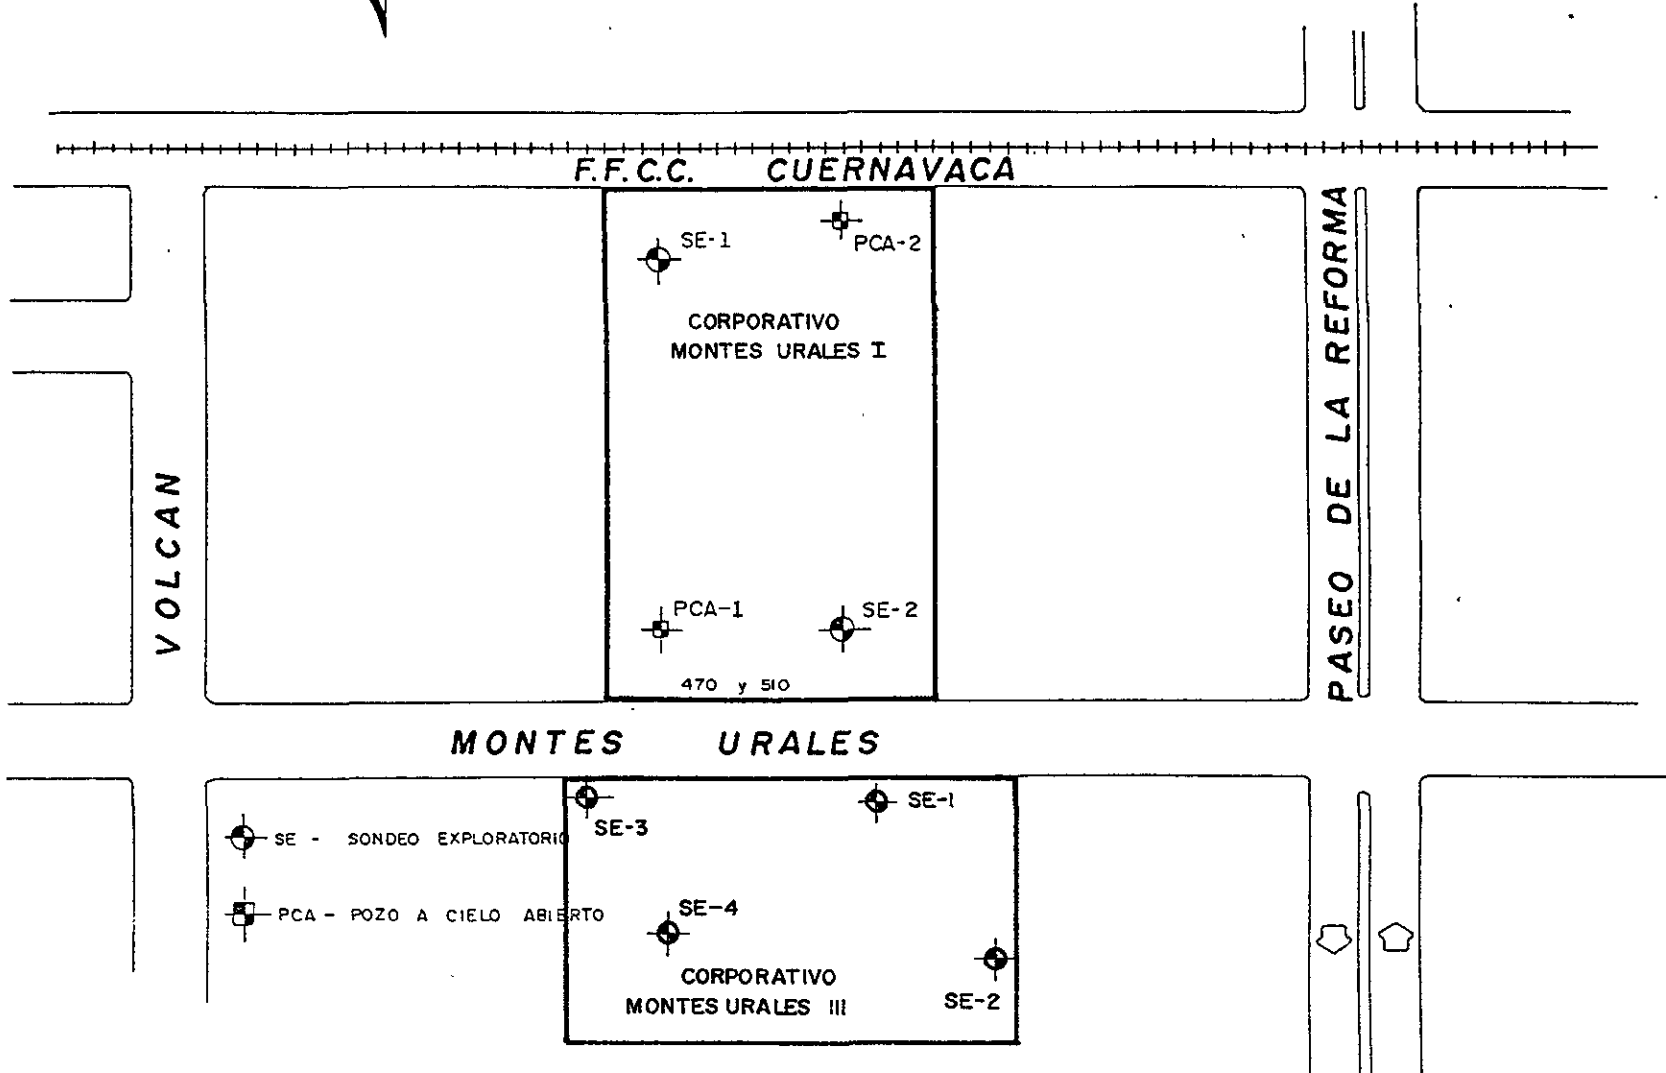 F.F.C.C. CUERNAVACA
SE-1
PCA-2
CORPORATIVO
MONTES URALES I
PASEO DE LA REFORMA
VOLCAN
PCA-1
SE-2
470 y 510
MONTES URALES
SE-3
SE-1
SE - SONDEO EXPLORATORIO
PCA - POZO A CIELO ABIERTO
SE-4
CORPORATIVO
MONTES URALES III
SE-2